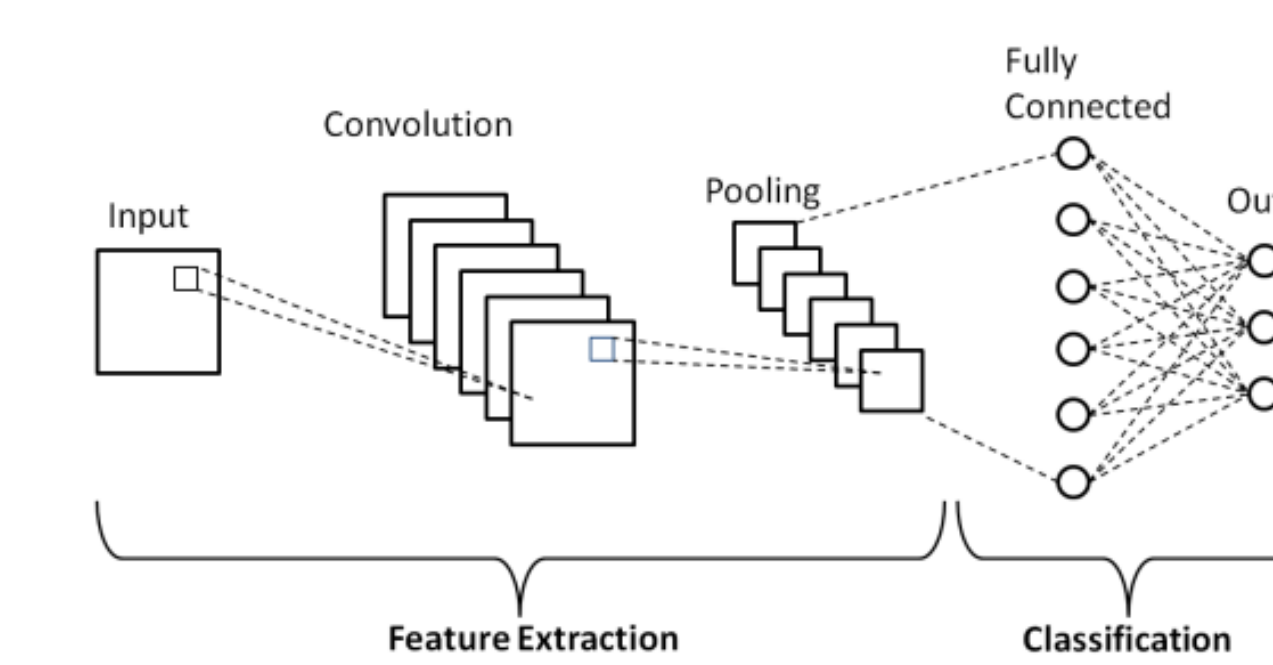 Fully
Connected
Convolution
Pooling
Input
Feature Extraction
Classification